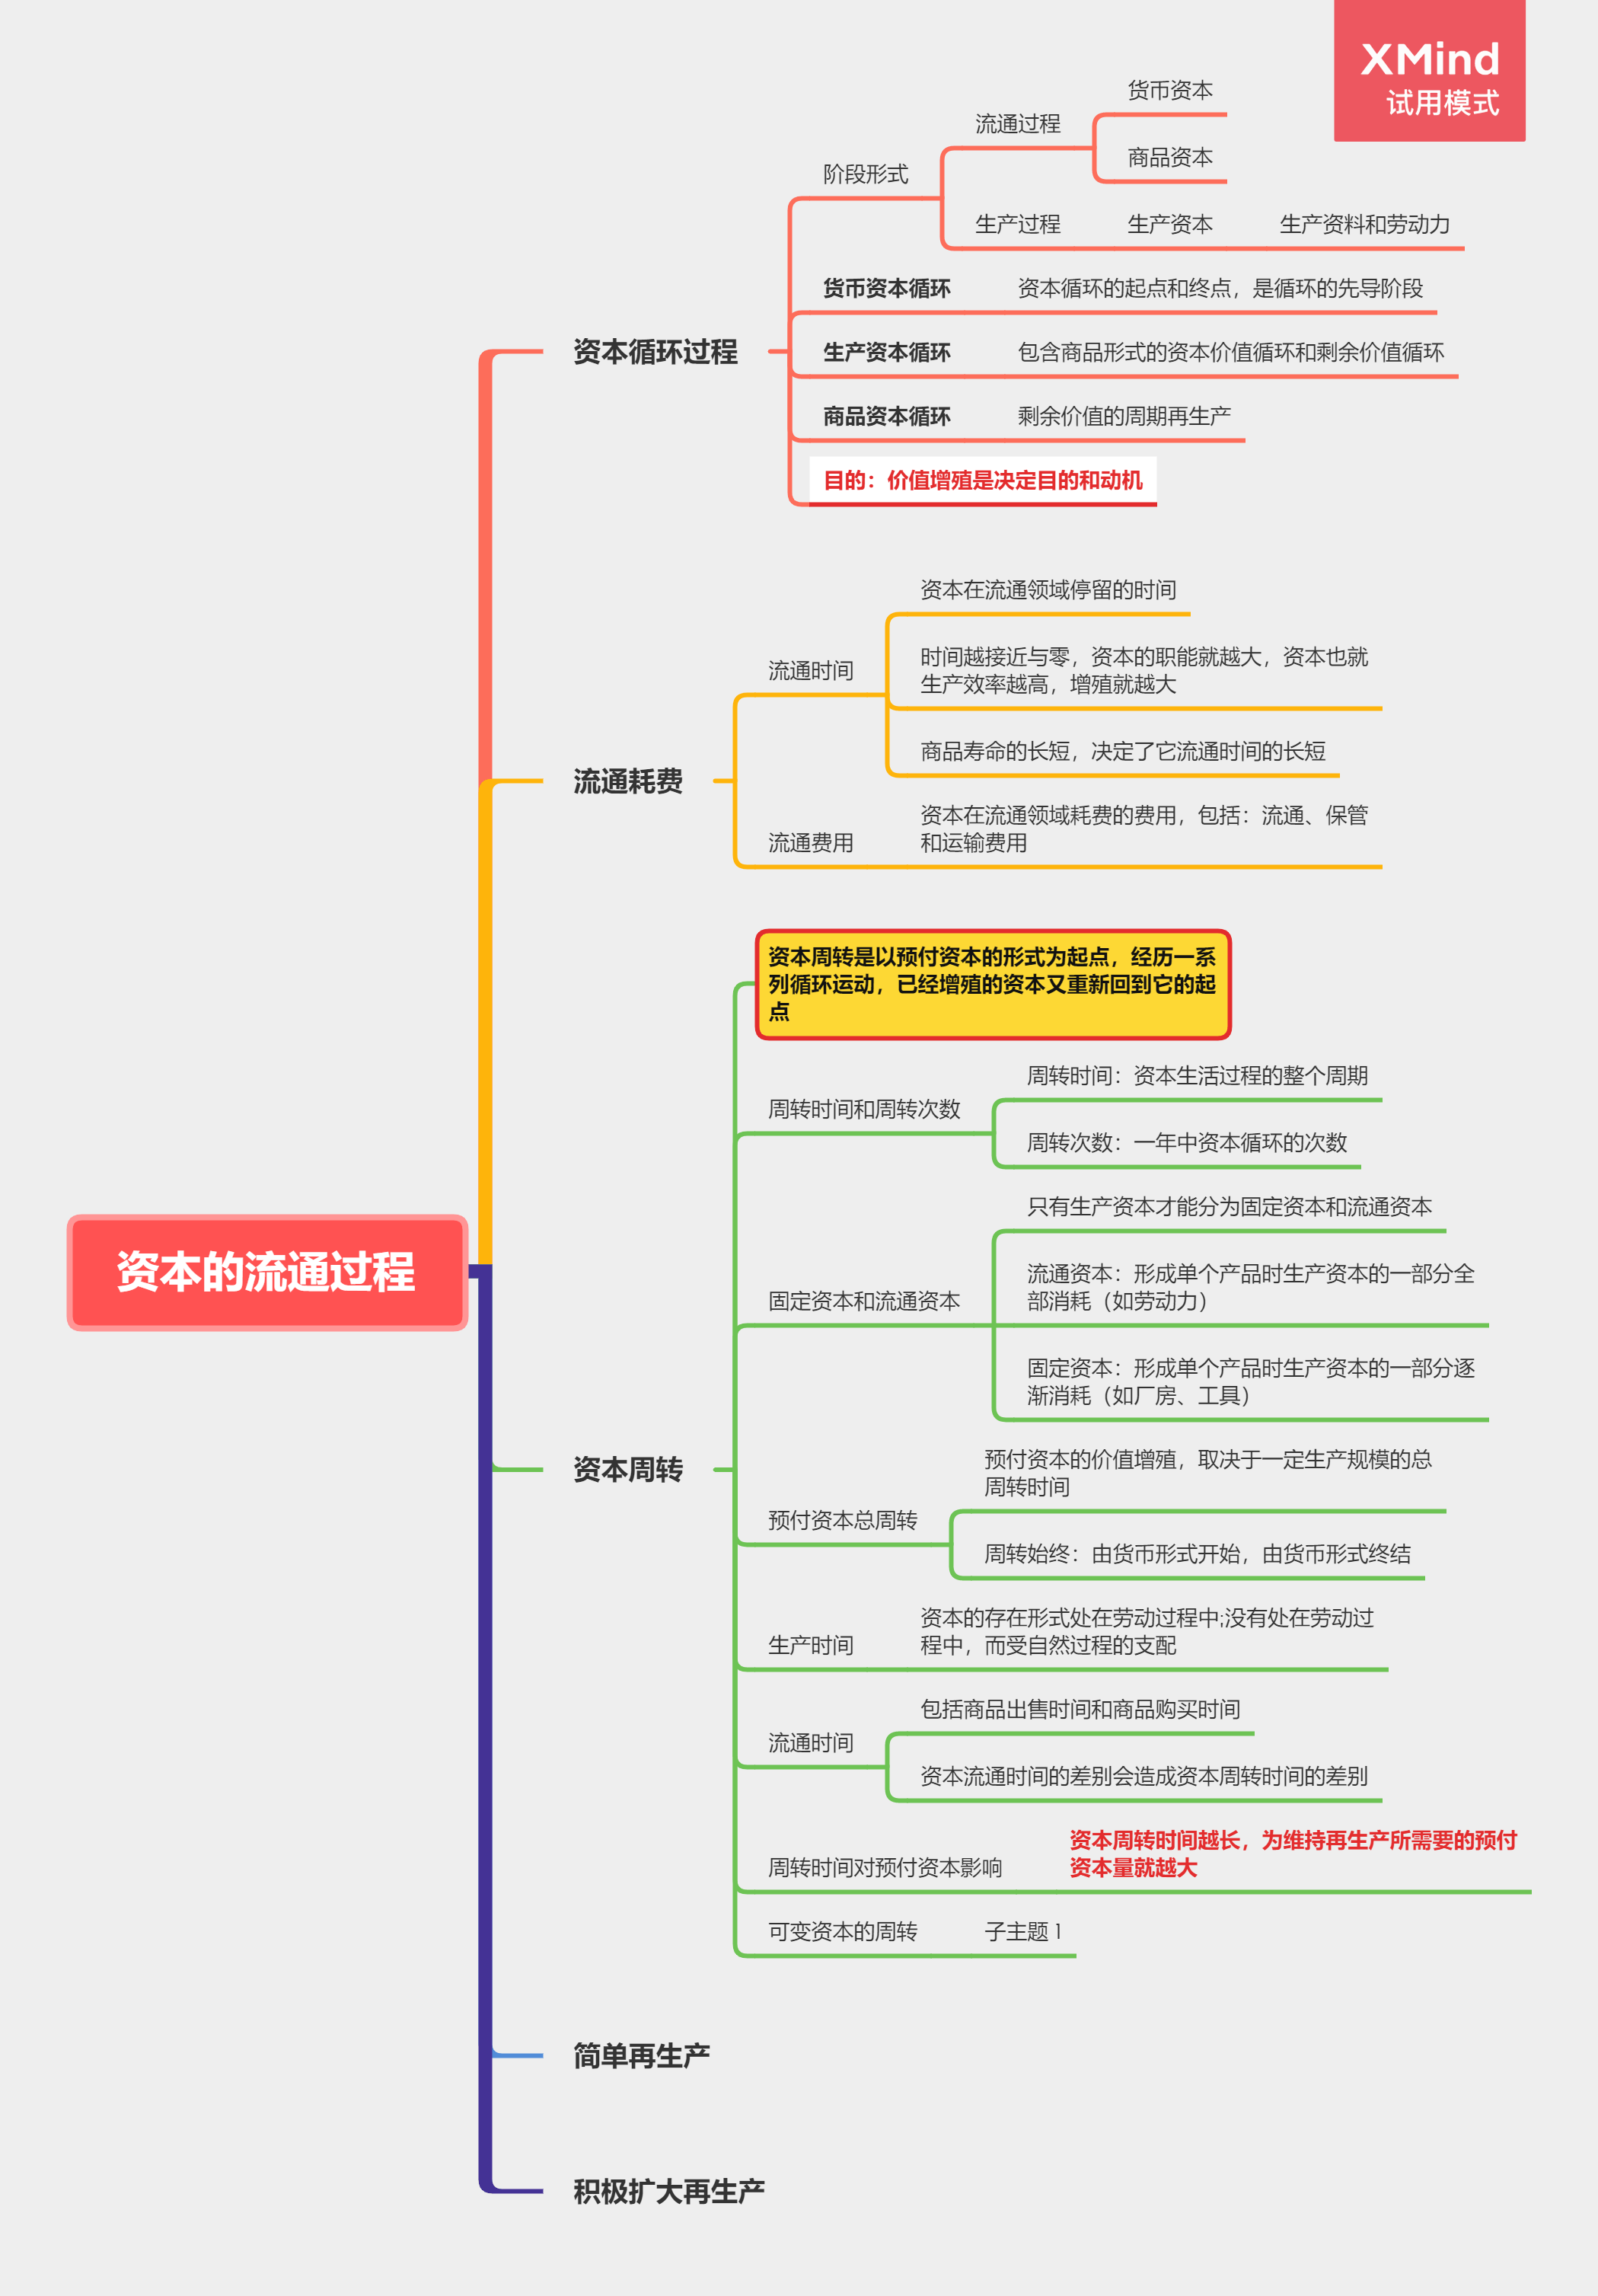 XMind
试用模式
资本的流通过程
资本循环过程
阶段形式
流通过程
货币资本
商品资本
生产过程
生产资本
生产资料和劳动力
货币资本循环
资本循环的起点和终点，是循环的先导阶段
生产资本循环
包含商品形式的资本价值循环和剩余价值循环
商品资本循环
剩余价值的周期再生产
目的：价值增殖是决定目的和动机
流通耗费
流通时间
资本在流通领域停留的时间
时间越接近与零，资本的职能就越大，资本也就
生产效率越高，增殖就越大
商品寿命的长短，决定了它流通时间的长短
流通费用
资本在流通领域耗费的费用，包括：流通、保管
和运输费用
资本周转
资本周转是以预付资本的形式为起点，经历一系
列循环运动，已经增殖的资本又重新回到它的起
点
周转时间和周转次数
周转时间：资本生活过程的整个周期
周转次数：一年中资本循环的次数
固定资本和流通资本
只有生产资本才能分为固定资本和流通资本
流通资本：形成单个产品时生产资本的一部分全
部消耗（如劳动力）
固定资本：形成单个产品时生产资本的一部分逐
渐消耗（如厂房、工具）
预付资本总周转
预付资本的价值增殖，取决于一定生产规模的总
周转时间
周转始终：由货币形式开始，由货币形式终结
生产时间
资本的存在形式处在劳动过程中;没有处在劳动过
程中，而受自然过程的支配
流通时间
包括商品出售时间和商品购买时间
资本流通时间的差别会造成资本周转时间的差别
周转时间对预付资本影响
资本周转时间越长，为维持再生产所需要的预付
资本量就越大
可变资本的周转
子主题 1
简单再生产
积极扩大再生产